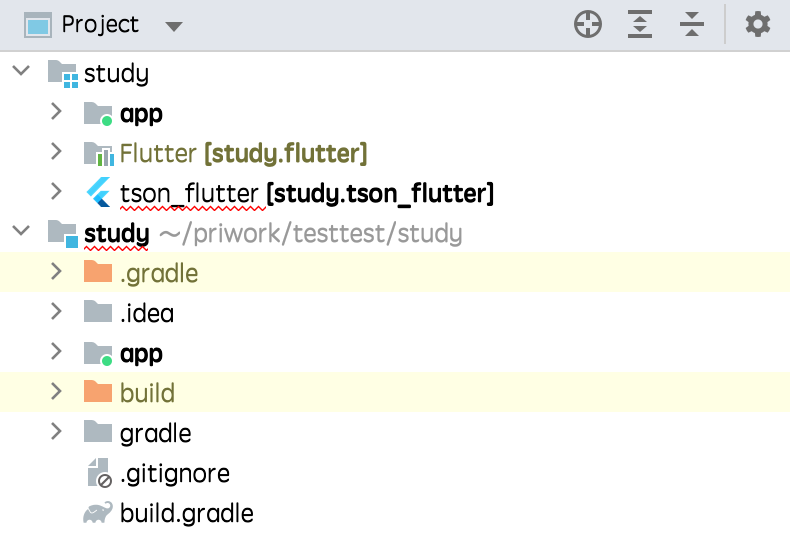 Project
study
app
Flutter [study.flutter]
tson_flutter [study.tson_flutter]
study ~/priwork/testtest/study
.gradle
.idea
app
build
gradle
.gitignore
build.gradle